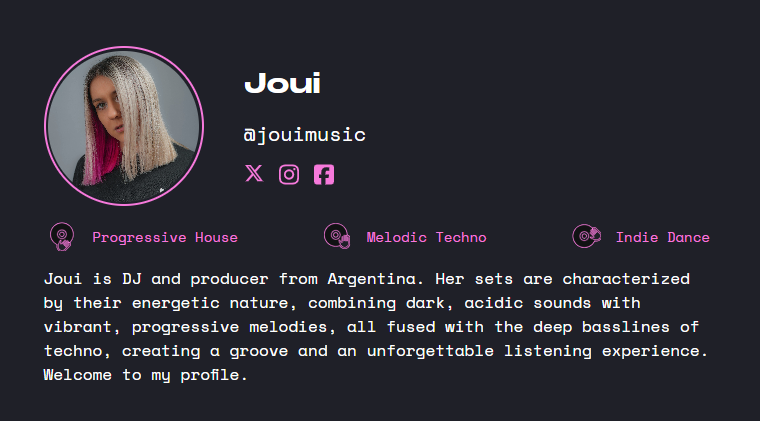 Joui
@jouimusic
Progressive House
Melodic Techno
Indie Dance
Joui is DJ and producer from Argentina. Her sets are characterized
by their energetic nature, combining dark, acidic sounds with
vibrant, progressive melodies, all fused with the deep basslines of
techno, creating a groove and an unforgettable listening experience.
Welcome to my profile.